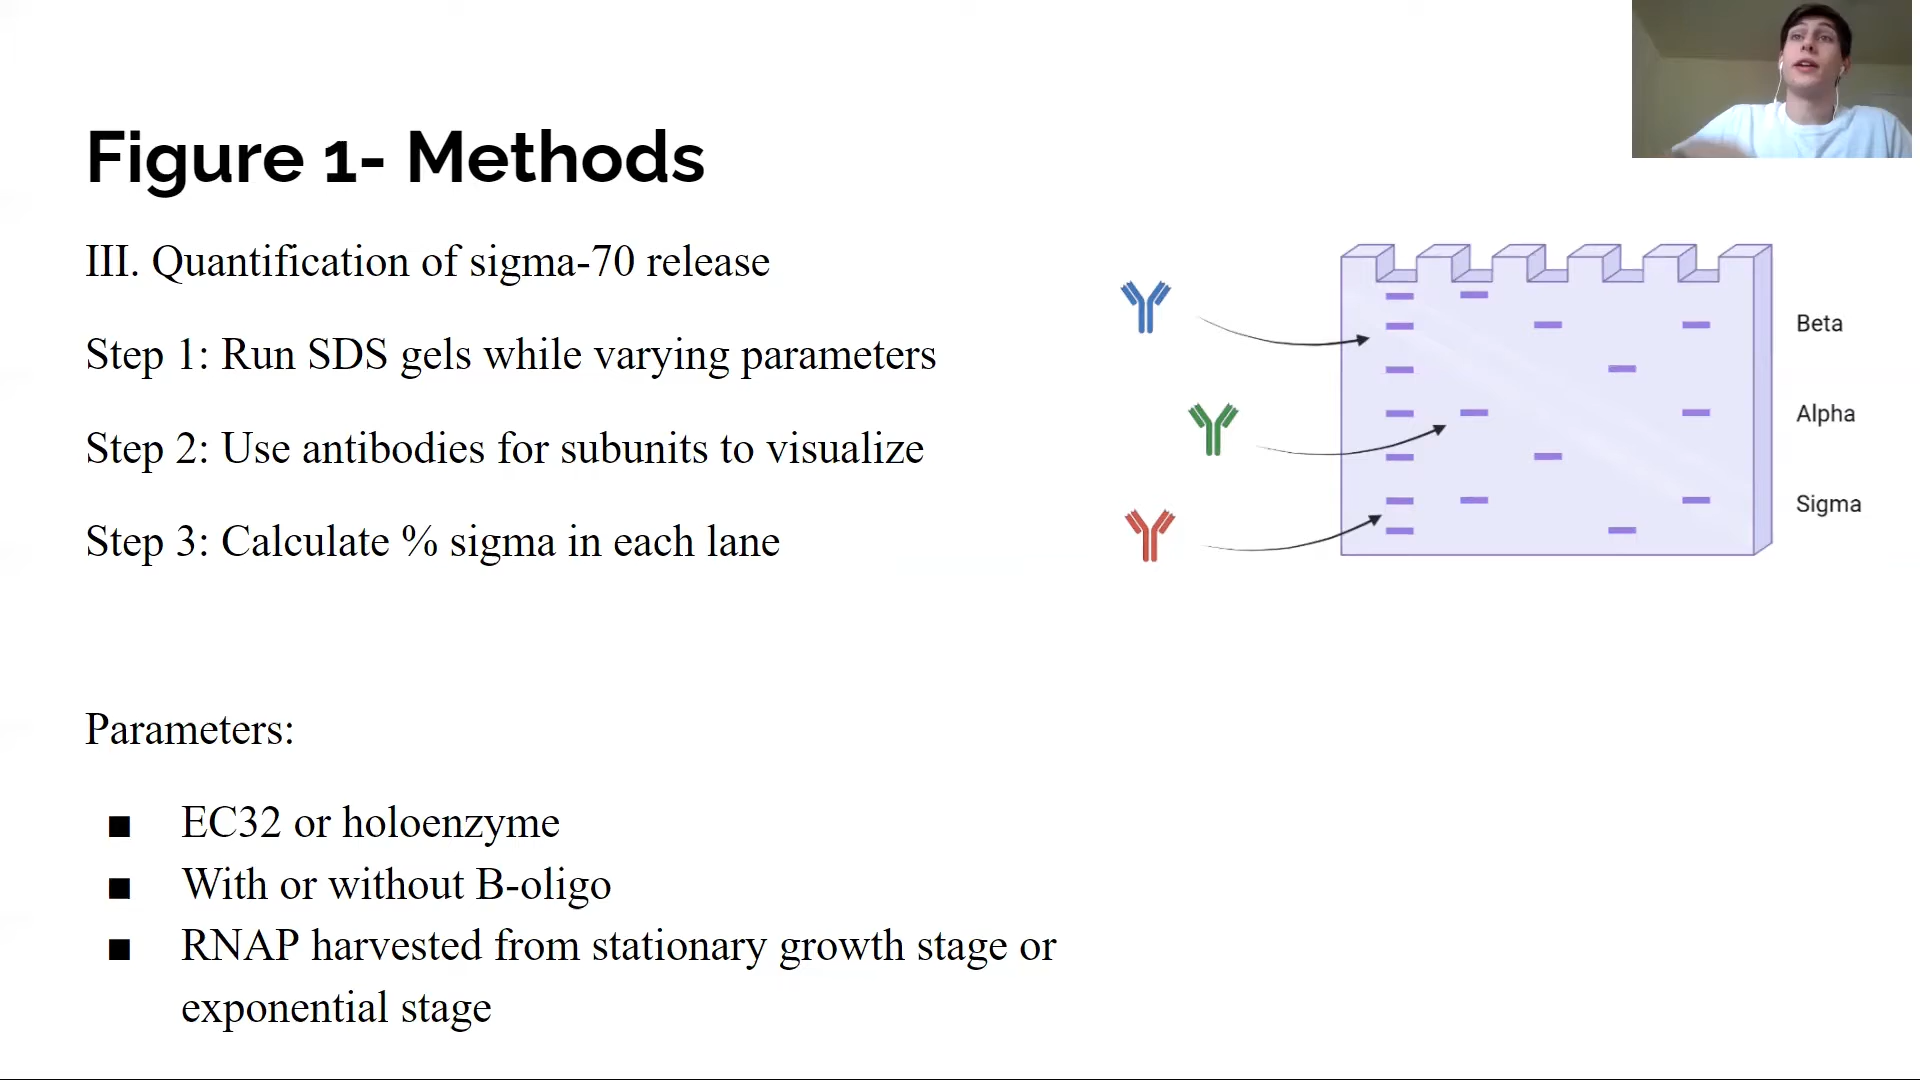 Figure 1- Methods
III. Quantification of sigma-70 release
Step 1: Run SDS gels while varying parameters
Step 2: Use antibodies for subunits to visualize
Step 3: Calculate % sigma in each lane
Beta
Alpha
Sigma
Parameters:
■ EC32 or holoenzyme
■ With or without B-oligo
■ RNAP harvested from stationary growth stage or
exponential stage